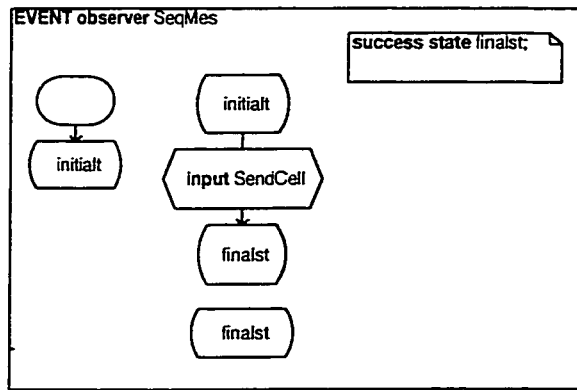 EVENT observer SeqMes
success state finalst;
initialt
initialt
input SendCell
finalst
finalst